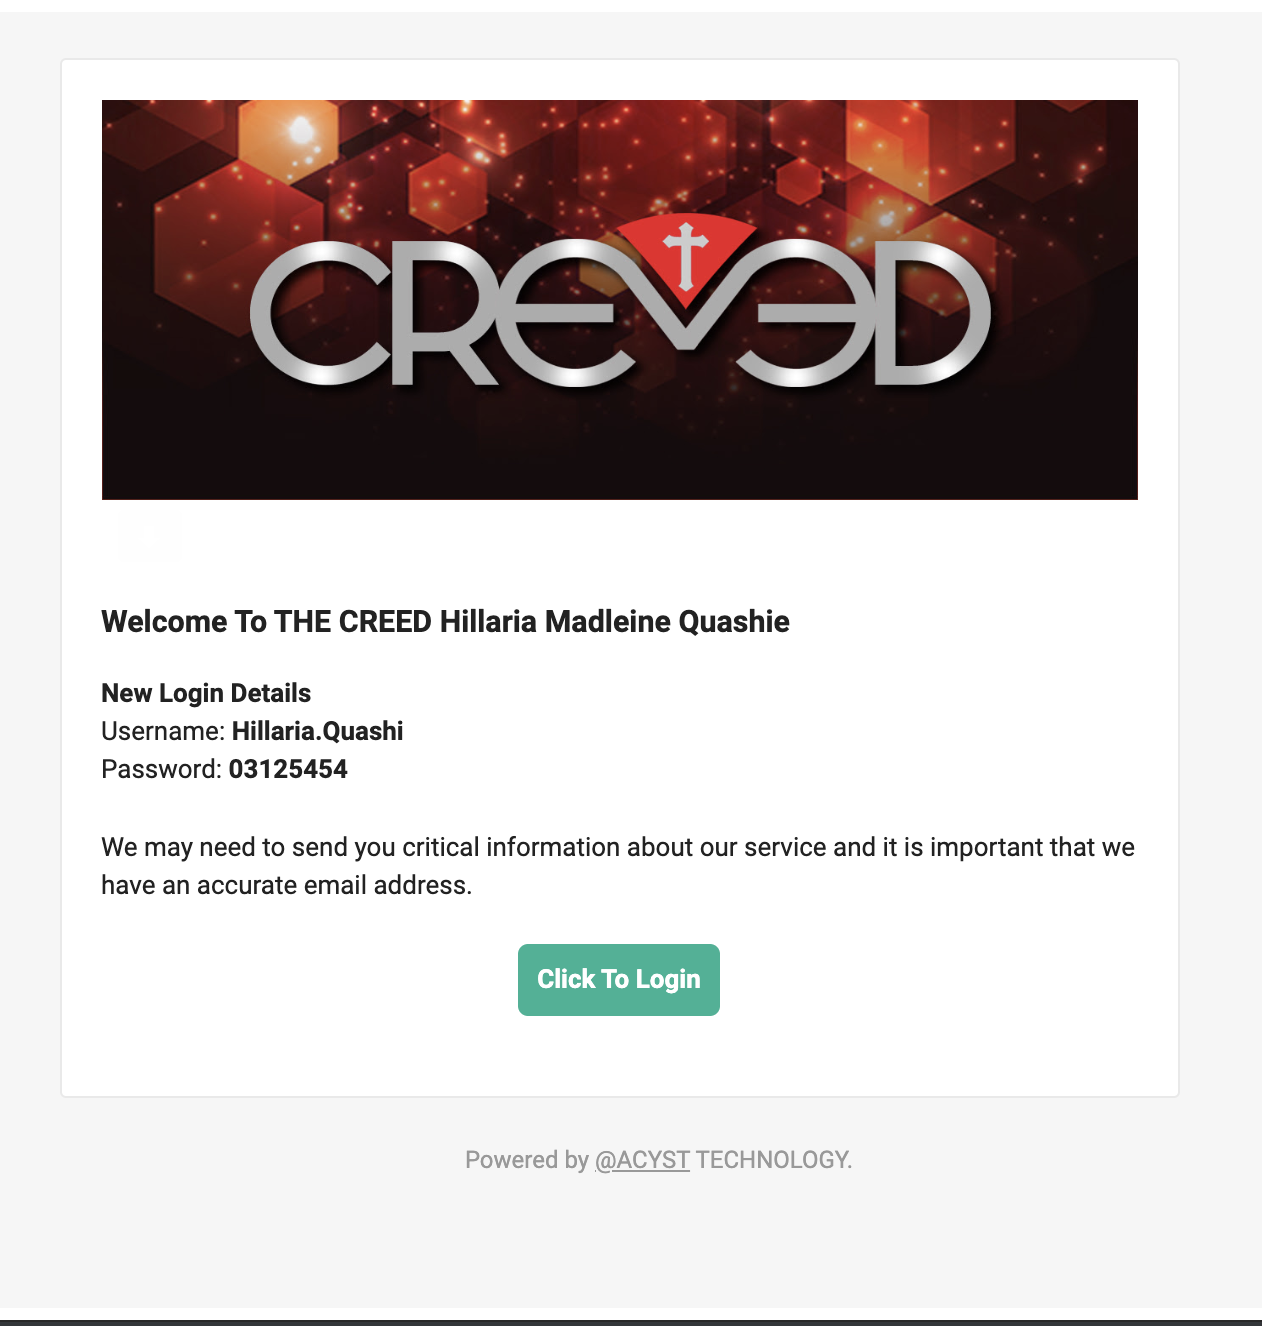 CREED
Welcome To THE CREED Hillaria Madleine Quashie
New Login Details
Username: Hillaria.Quashi
Password: 03125454
We may need to send you critical information about our service and it is important that we
have an accurate email address.
Click To Login
Powered by @ACYST TECHNOLOGY.